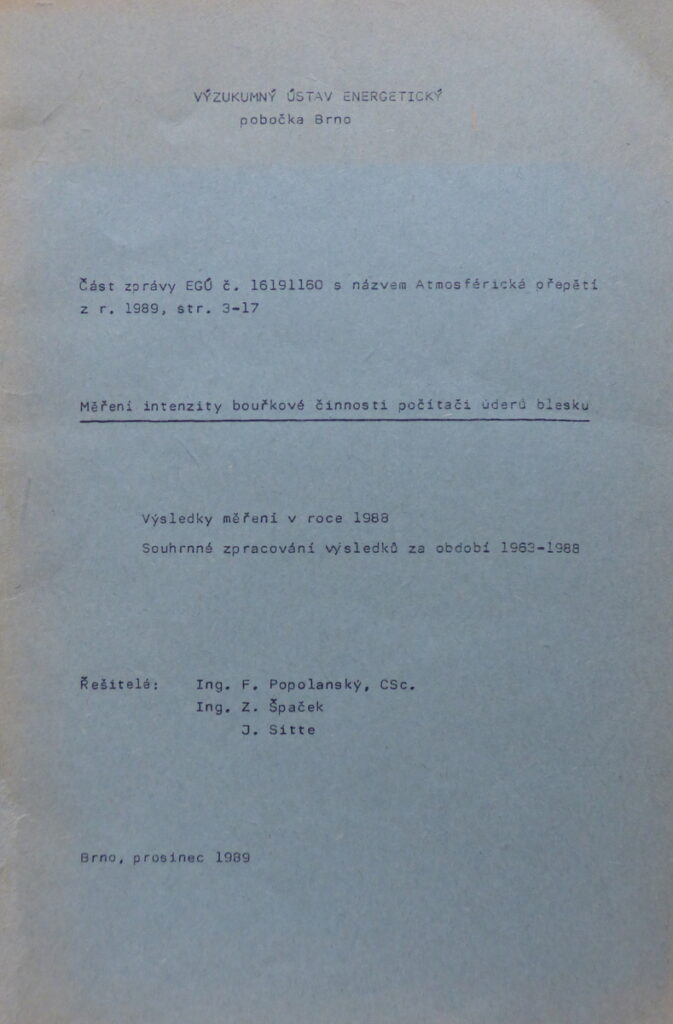 VÝZUKUMNÝ ÚSTAV ENERGETICKÝ
pobočka Brno
Část zprávy EGÚ č. 16191160 s názvem Atmosférická ořepětí
z r. 1989, str. 3-17
Měření intenzity bouřkové činnosti počítači úderů blesku
Výsledky měření v roce 1988
Souhrnné zpracování výsledků za období 1963-1988
Řešitelé: Ing. F. Popolanský, CSc.
Ing. Z. Špaček
J. Sitte
Brno, prosinec 1989